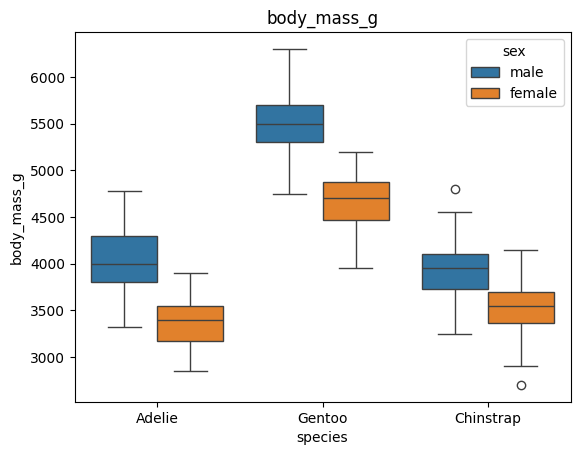 body_mass_g
sex
male
female
body_mass_g
6000
5500
5000
4500
4000
3500
3000
Adelie
Gentoo
Chinstrap
species